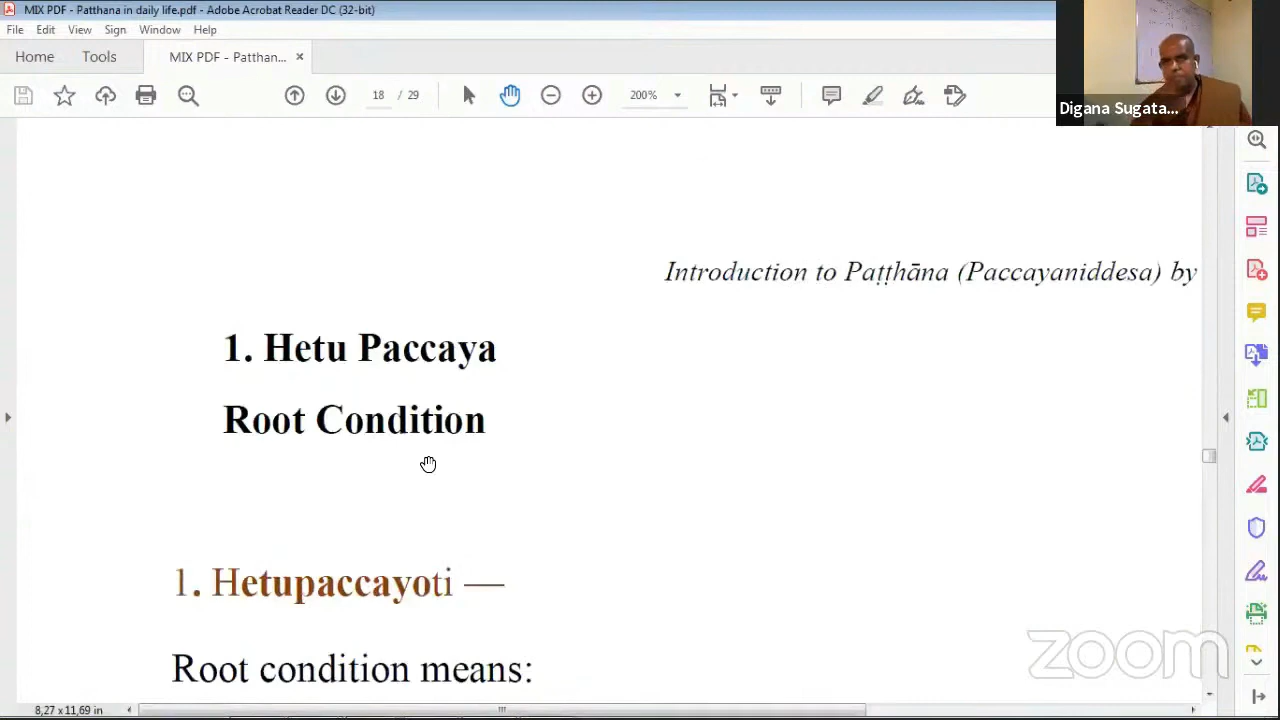 MIX PDF - Patthana in daily life.pdf - Adobe Acrobat Reader DC (32-bit)
File Edit View Sign Window Help
Home Tools MIX PDF - Patthan... ×
18 / 29 200%
Digana Sugata...
Introduction to Paṭṭhāna (Paccayaniddesa) by
1. Hetu Paccaya
Root Condition
1. Hetupaccayoti —
Root condition means:
zoom
8,27 x 11,69 in